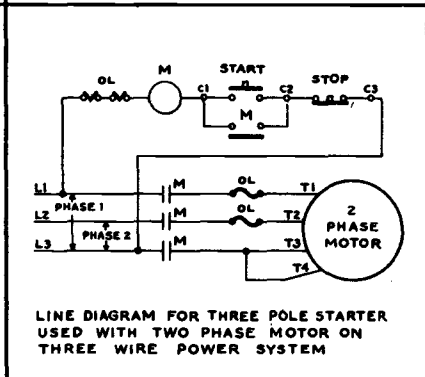 OL M START STOP
C1 C2 C3
M
L1 M OL T1
PHASE 1
L2 M OL T2
PHASE 2
L3 M T3
T4
2
PHASE
MOTOR
LINE DIAGRAM FOR THREE POLE STARTER
USED WITH TWO PHASE MOTOR ON
THREE WIRE POWER SYSTEM